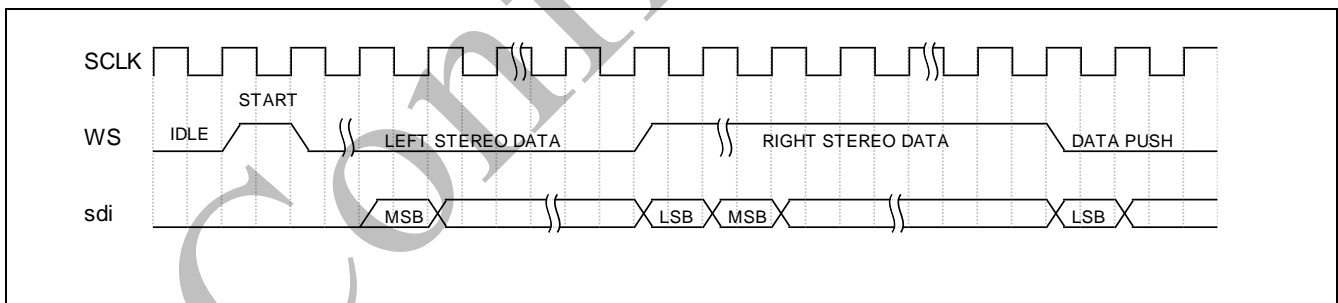 SCLK
START
WS IDLE LEFT STEREO DATA RIGHT STEREO DATA DATA PUSH
sdi MSB LSB MSB LSB